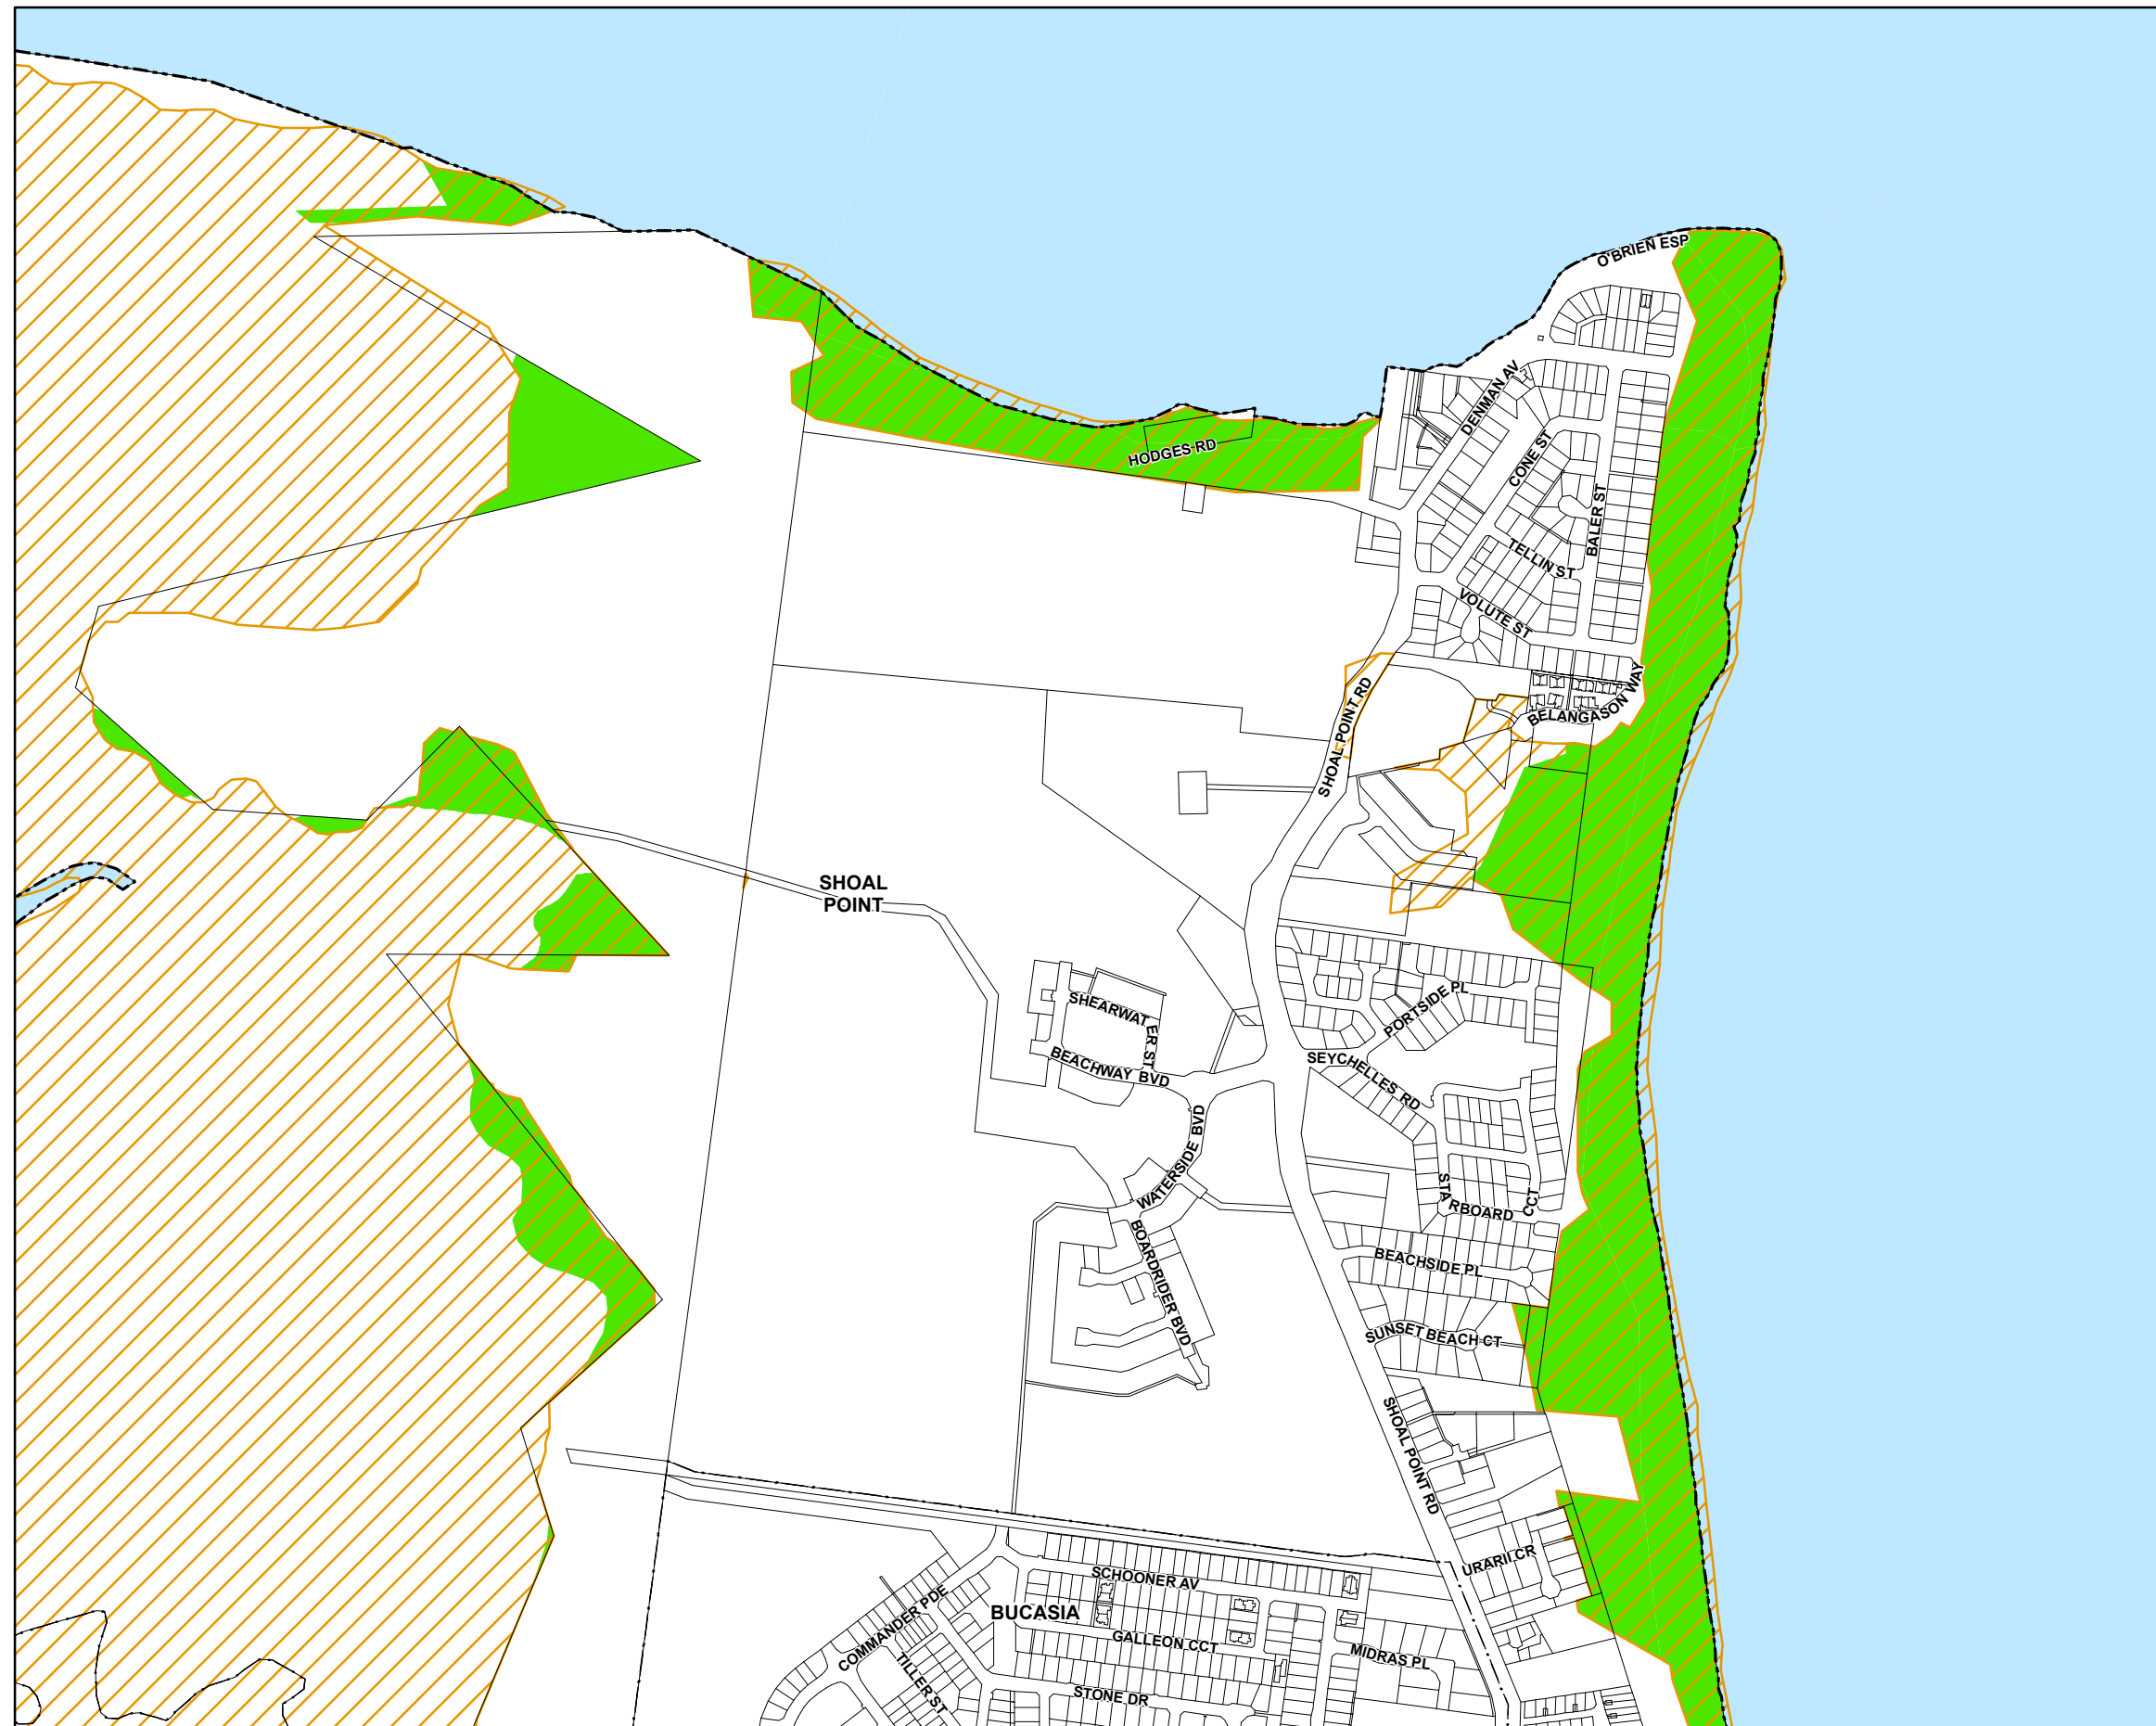 O'BRIEN ESP
DENMAN AV
CONE ST
HODGES RD
BALER ST
TELLIN ST
VOLUTE ST
BELANGASON WAY
SHOAL POINT RD
SHOAL
POINT
PORTSIDE PL
SHEARWATER ST
BEACHWAY BVD
SEYCHELLES RD
WATERSIDE BVD
STARBOARD CCT
BOARDRIDER BVD
BEACHSIDE PL
SUNSET BEACH CT
SHOAL POINT RD
URARII CR
SCHOONER AV
COMMANDER PDE
BUCASIA
GALLEON CCT
MIDRAS PL
TILLER ST
STONE DR